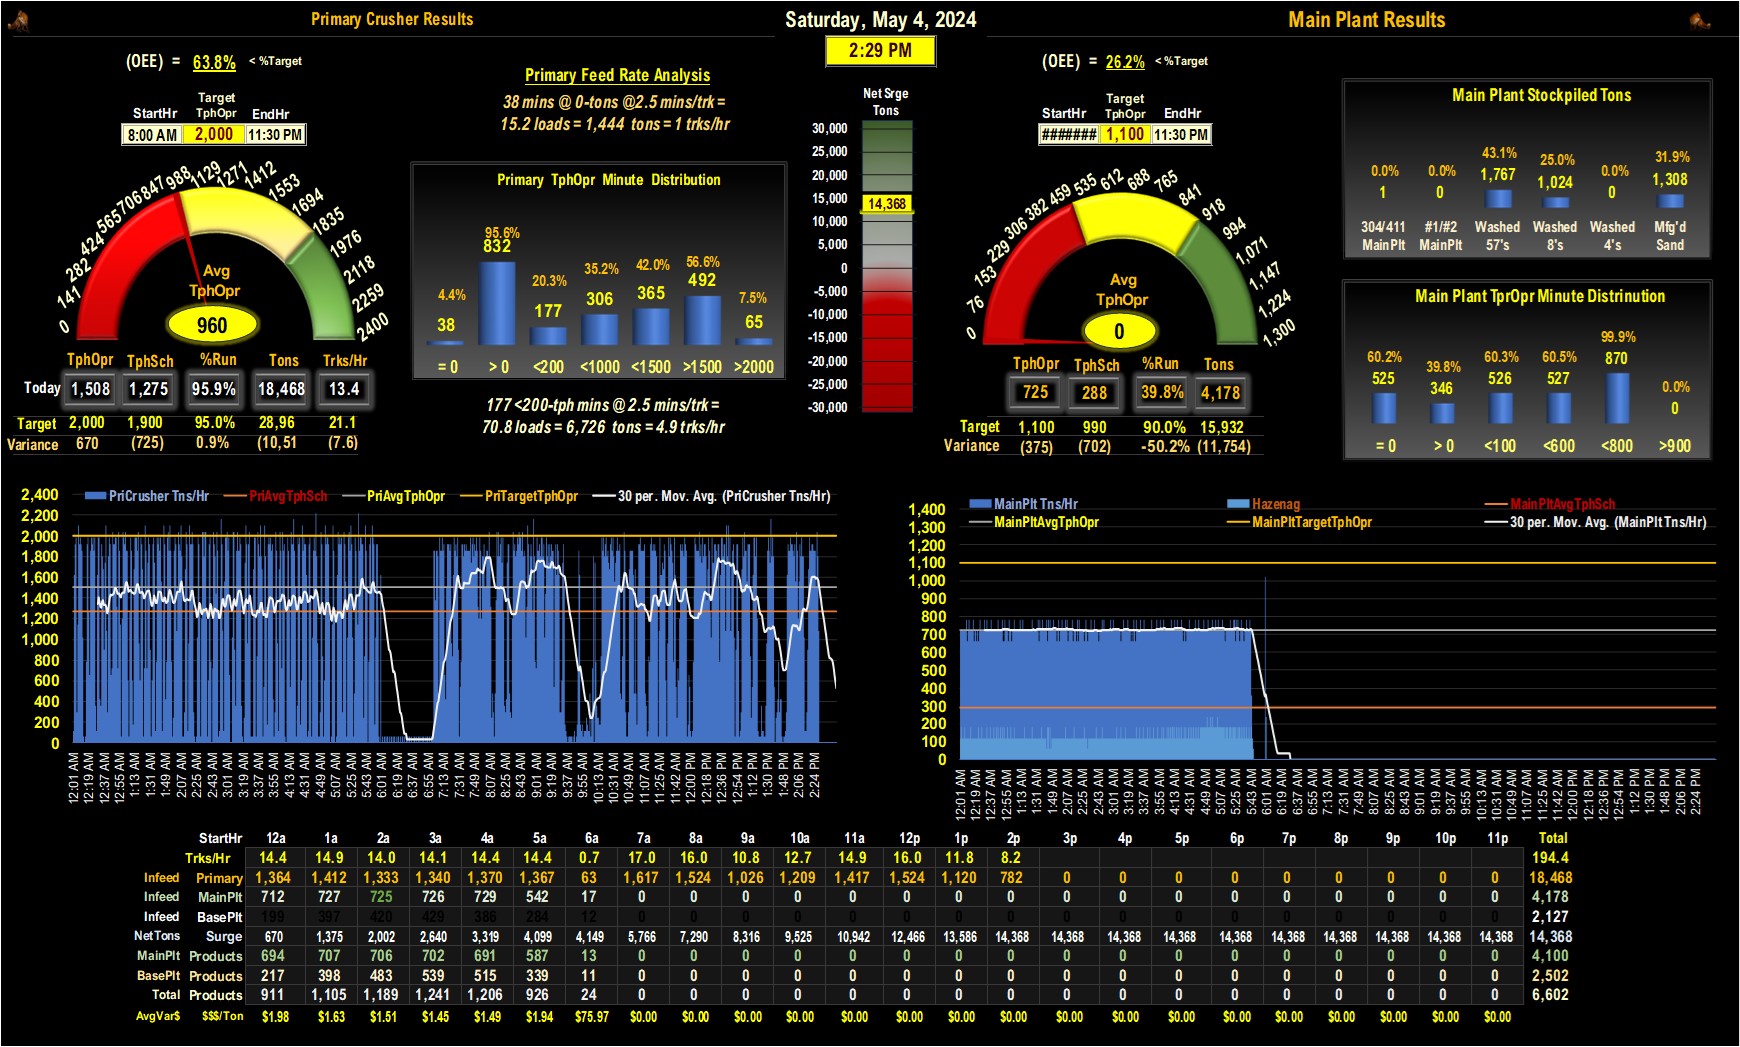 Primary Crusher Results
Saturday, May 4, 2024
Main Plant Results
2:29 PM
(OEE) = 63.8% < %Target
StartHr Target TphOpr EndHr
8:00 AM 2,000 11:30 PM
0 141 282 424 565 706 847 988 1129 1271 1412 1553 1694 1835 1976 2118 2259 2400
Avg
TphOpr
960
TphOpr TphSch %Run Tons Trks/Hr
Today 1,508 1,275 95.9% 18,468 13.4
Target 2,000 1,900 95.0% 28,96 21.1
Variance 670 (725) 0.9% (10,51 (7.6)
Primary Feed Rate Analysis
38 mins @ 0-tons @2.5 mins/trk =
15.2 loads = 1,444 tons = 1 trks/hr
Primary TphOpr Minute Distribution
4.4% 95.6% 20.3% 35.2% 42.0% 56.6% 7.5%
38 832 177 306 365 492 65
= 0 > 0 <200 <1000 <1500 >1500 >2000
177 <200-tph mins @ 2.5 mins/trk =
70.8 loads = 6,726 tons = 4.9 trks/hr
Net Srge
Tons
30,000
25,000
20,000
15,000
14,368
10,000
5,000
0
-5,000
-10,000
-15,000
-20,000
-25,000
-30,000
(OEE) = 26.2% < %Target
StartHr Target TphOpr EndHr
####### 1,100 11:30 PM
0 76 153 229 306 382 459 535 612 688 765 841 918 994 1,071 1,147 1,224 1,300
Avg
TphOpr
0
TphOpr TphSch %Run Tons
725 288 39.8% 4,178
Target 1,100 990 90.0% 15,932
Variance (375) (702) -50.2% (11,754)
Main Plant Stockpiled Tons
0.0% 0.0% 43.1% 25.0% 0.0% 31.9%
1 0 1,767 1,024 0 1,308
304/411 #1/#2 Washed Washed Washed Mfg'd
MainPlt MainPlt 57's 8's 4's Sand
Main Plant TprOpr Minute Distrinution
60.2% 39.8% 60.3% 60.5% 99.9% 0.0%
525 346 526 527 870 0
= 0 > 0 <100 <600 <800 >900
PriCrusher Tns/Hr PriAvgTphSch PriAvgTphOpr PriTargetTphOpr 30 per. Mov. Avg. (PriCrusher Tns/Hr)
2,400
2,200
2,000
1,800
1,600
1,400
1,200
1,000
800
600
400
200
0
12:01 AM 12:19 AM 12:37 AM 12:55 AM 1:13 AM 1:31 AM 1:49 AM 2:07 AM 2:25 AM 2:43 AM 3:01 AM 3:19 AM 3:37 AM 3:55 AM 4:13 AM 4:31 AM 4:49 AM 5:07 AM 5:25 AM 5:43 AM 6:01 AM 6:19 AM 6:37 AM 6:55 AM 7:13 AM 7:31 AM 7:49 AM 8:07 AM 8:25 AM 8:43 AM 9:01 AM 9:19 AM 9:37 AM 9:55 AM 10:13 AM 10:31 AM 10:49 AM 11:07 AM 11:25 AM 11:42 AM 12:00 PM 12:18 PM 12:36 PM 12:54 PM 1:12 PM 1:30 PM 1:48 PM 2:06 PM 2:24 PM
MainPlt Tns/Hr Hazenag MainPltAvgTphSch
MainPltAvgTphOpr MainPltTargetTphOpr 30 per. Mov. Avg. (MainPlt Tns/Hr)
1,400
1,300
1,200
1,100
1,000
900
800
700
600
500
400
300
200
100
0
12:01 AM 12:19 AM 12:37 AM 12:55 AM 1:13 AM 1:31 AM 1:49 AM 2:07 AM 2:25 AM 2:43 AM 3:01 AM 3:19 AM 3:37 AM 3:55 AM 4:13 AM 4:31 AM 4:49 AM 5:07 AM 5:25 AM 5:43 AM 6:01 AM 6:19 AM 6:37 AM 6:55 AM 7:13 AM 7:31 AM 7:49 AM 8:07 AM 8:25 AM 8:43 AM 9:01 AM 9:19 AM 9:37 AM 9:55 AM 10:13 AM 10:31 AM 10:49 AM 11:07 AM 11:25 AM 11:42 AM 12:00 PM 12:18 PM 12:36 PM 12:54 PM 1:12 PM 1:30 PM 1:48 PM 2:06 PM 2:24 PM
StartHr 12a 1a 2a 3a 4a 5a 6a 7a 8a 9a 10a 11a 12p 1p 2p 3p 4p 5p 6p 7p 8p 9p 10p 11p Total
Trks/Hr 14.4 14.9 14.0 14.1 14.4 14.4 0.7 17.0 16.0 10.8 12.7 14.9 16.0 11.8 8.2 194.4
Infeed Primary 1,364 1,412 1,333 1,340 1,370 1,367 63 1,617 1,524 1,026 1,209 1,417 1,524 1,120 782 0 0 0 0 0 0 0 0 0 18,468
Infeed MainPlt 712 727 725 726 729 542 17 0 0 0 0 0 0 0 0 0 0 0 0 0 0 0 0 0 4,178
Infeed BasePlt 199 397 420 429 386 284 12 0 0 0 0 0 0 0 0 0 0 0 0 0 0 0 0 0 2,127
NetTons Surge 670 1,375 2,002 2,640 3,319 4,099 4,149 5,766 7,290 8,316 9,525 10,942 12,466 13,586 14,368 14,368 14,368 14,368 14,368 14,368 14,368 14,368 14,368 14,368 14,368
MainPlt Products 694 707 706 702 691 587 13 0 0 0 0 0 0 0 0 0 0 0 0 0 0 0 0 0 4,100
BasePlt Products 217 398 483 539 515 339 11 0 0 0 0 0 0 0 0 0 0 0 0 0 0 0 0 0 2,502
Total Products 911 1,105 1,189 1,241 1,206 926 24 0 0 0 0 0 0 0 0 0 0 0 0 0 0 0 0 0 6,602
AvgVar$ $$$/Ton $1.98 $1.63 $1.51 $1.45 $1.49 $1.94 $75.97 $0.00 $0.00 $0.00 $0.00 $0.00 $0.00 $0.00 $0.00 $0.00 $0.00 $0.00 $0.00 $0.00 $0.00 $0.00 $0.00 $0.00